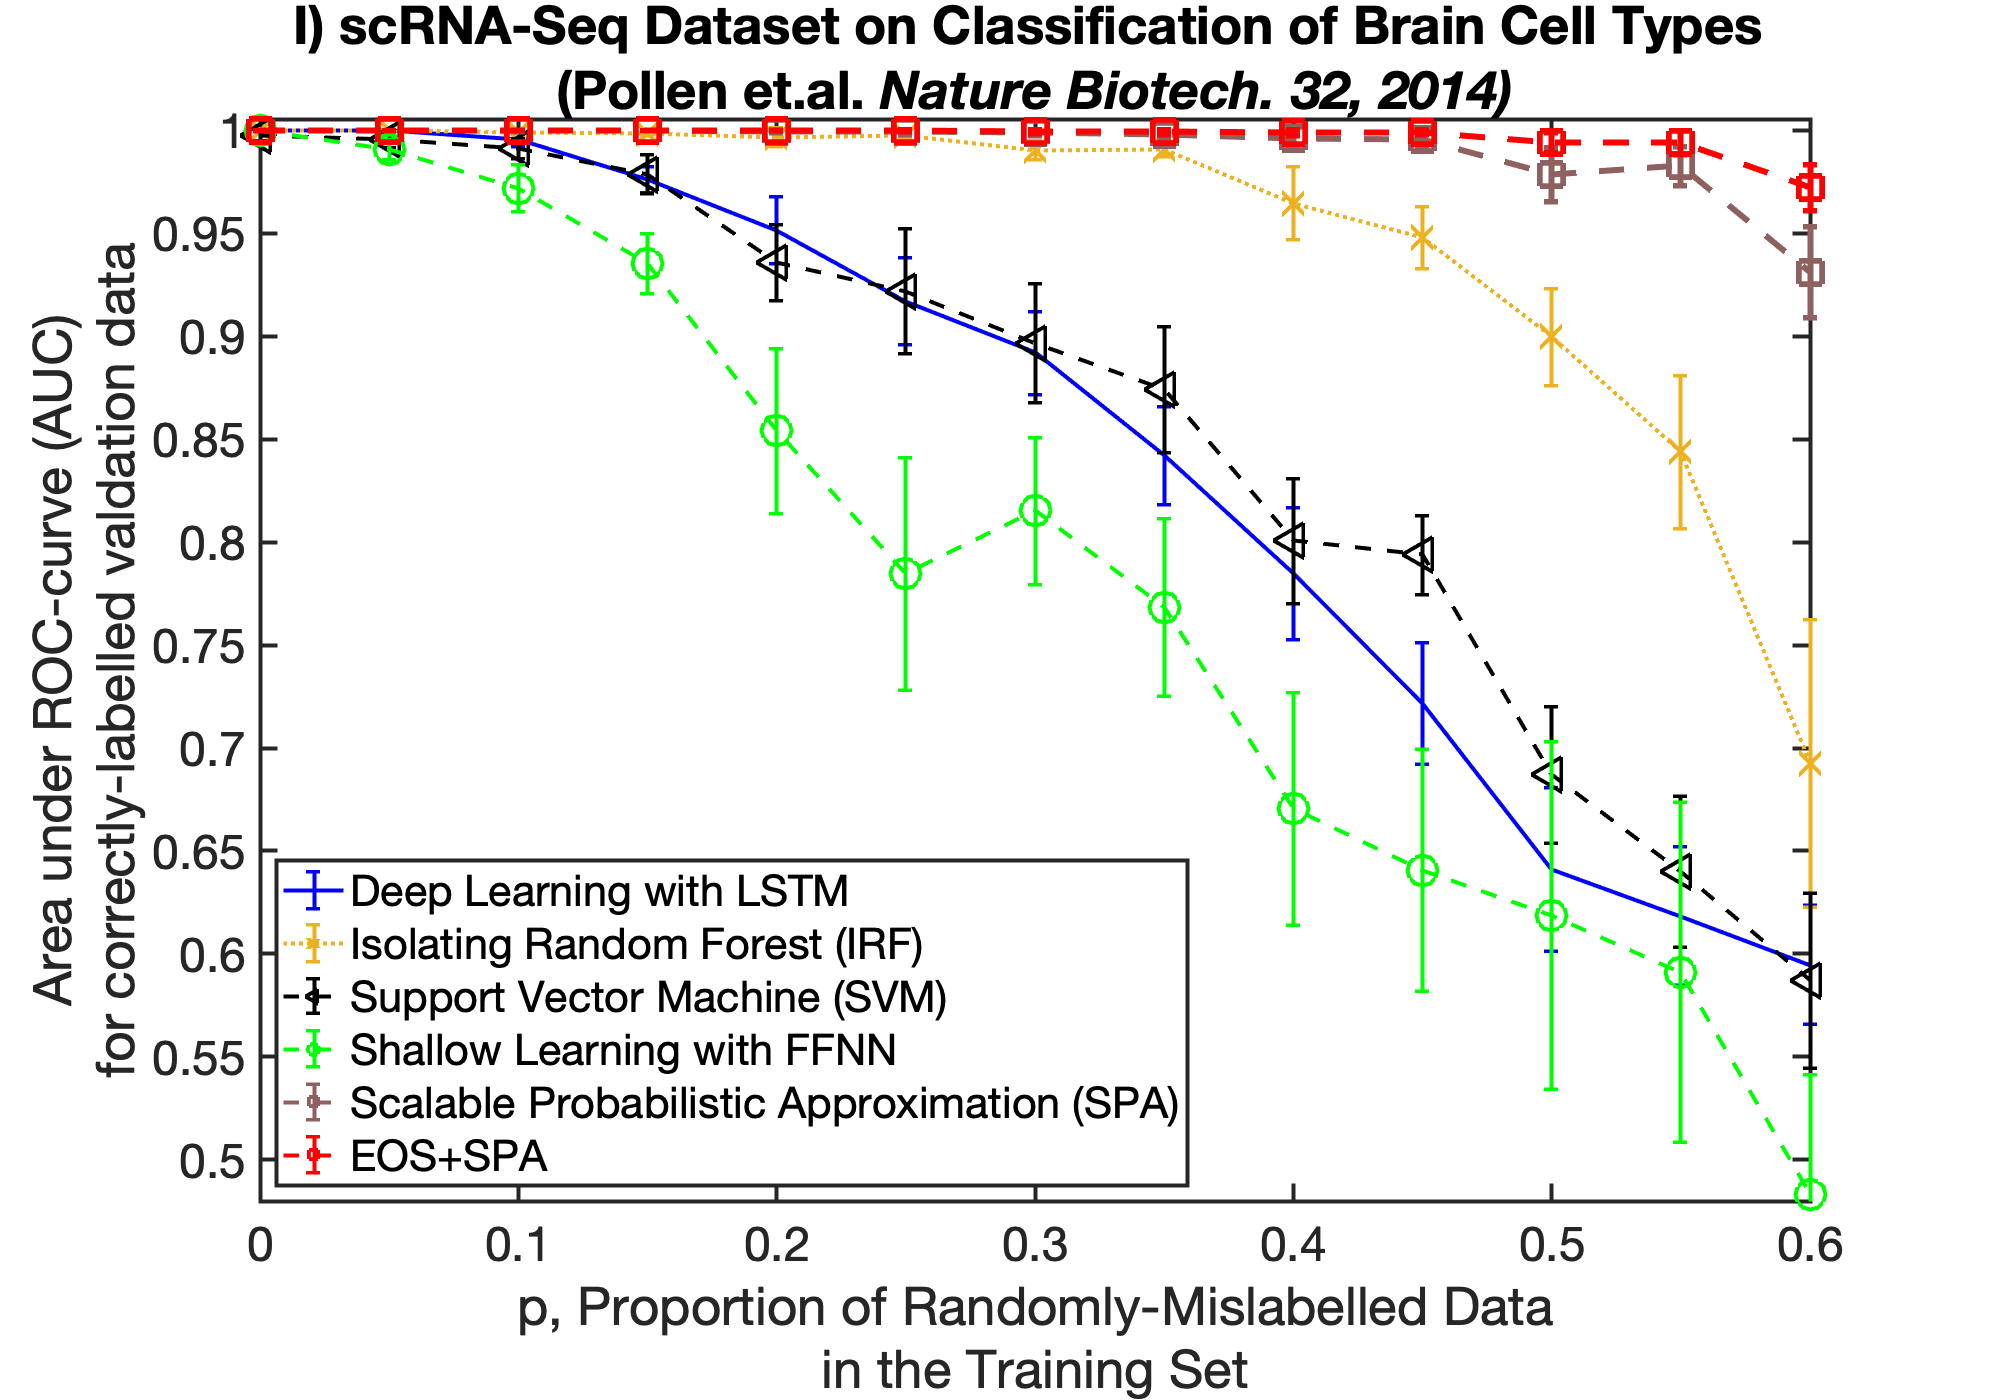 I) scRNA-Seq Dataset on Classification of Brain Cell Types
(Pollen et.al. Nature Biotech. 32, 2014)
Area under ROC-curve (AUC)
for correctly-labelled valdation data
1
0.95
0.9
0.85
0.8
0.75
0.7
0.65
0.6
0.55
0.5
Deep Learning with LSTM
Isolating Random Forest (IRF)
Support Vector Machine (SVM)
Shallow Learning with FFNN
Scalable Probabilistic Approximation (SPA)
EOS+SPA
0 0.1 0.2 0.3 0.4 0.5 0.6
p, Proportion of Randomly-Mislabelled Data
in the Training Set